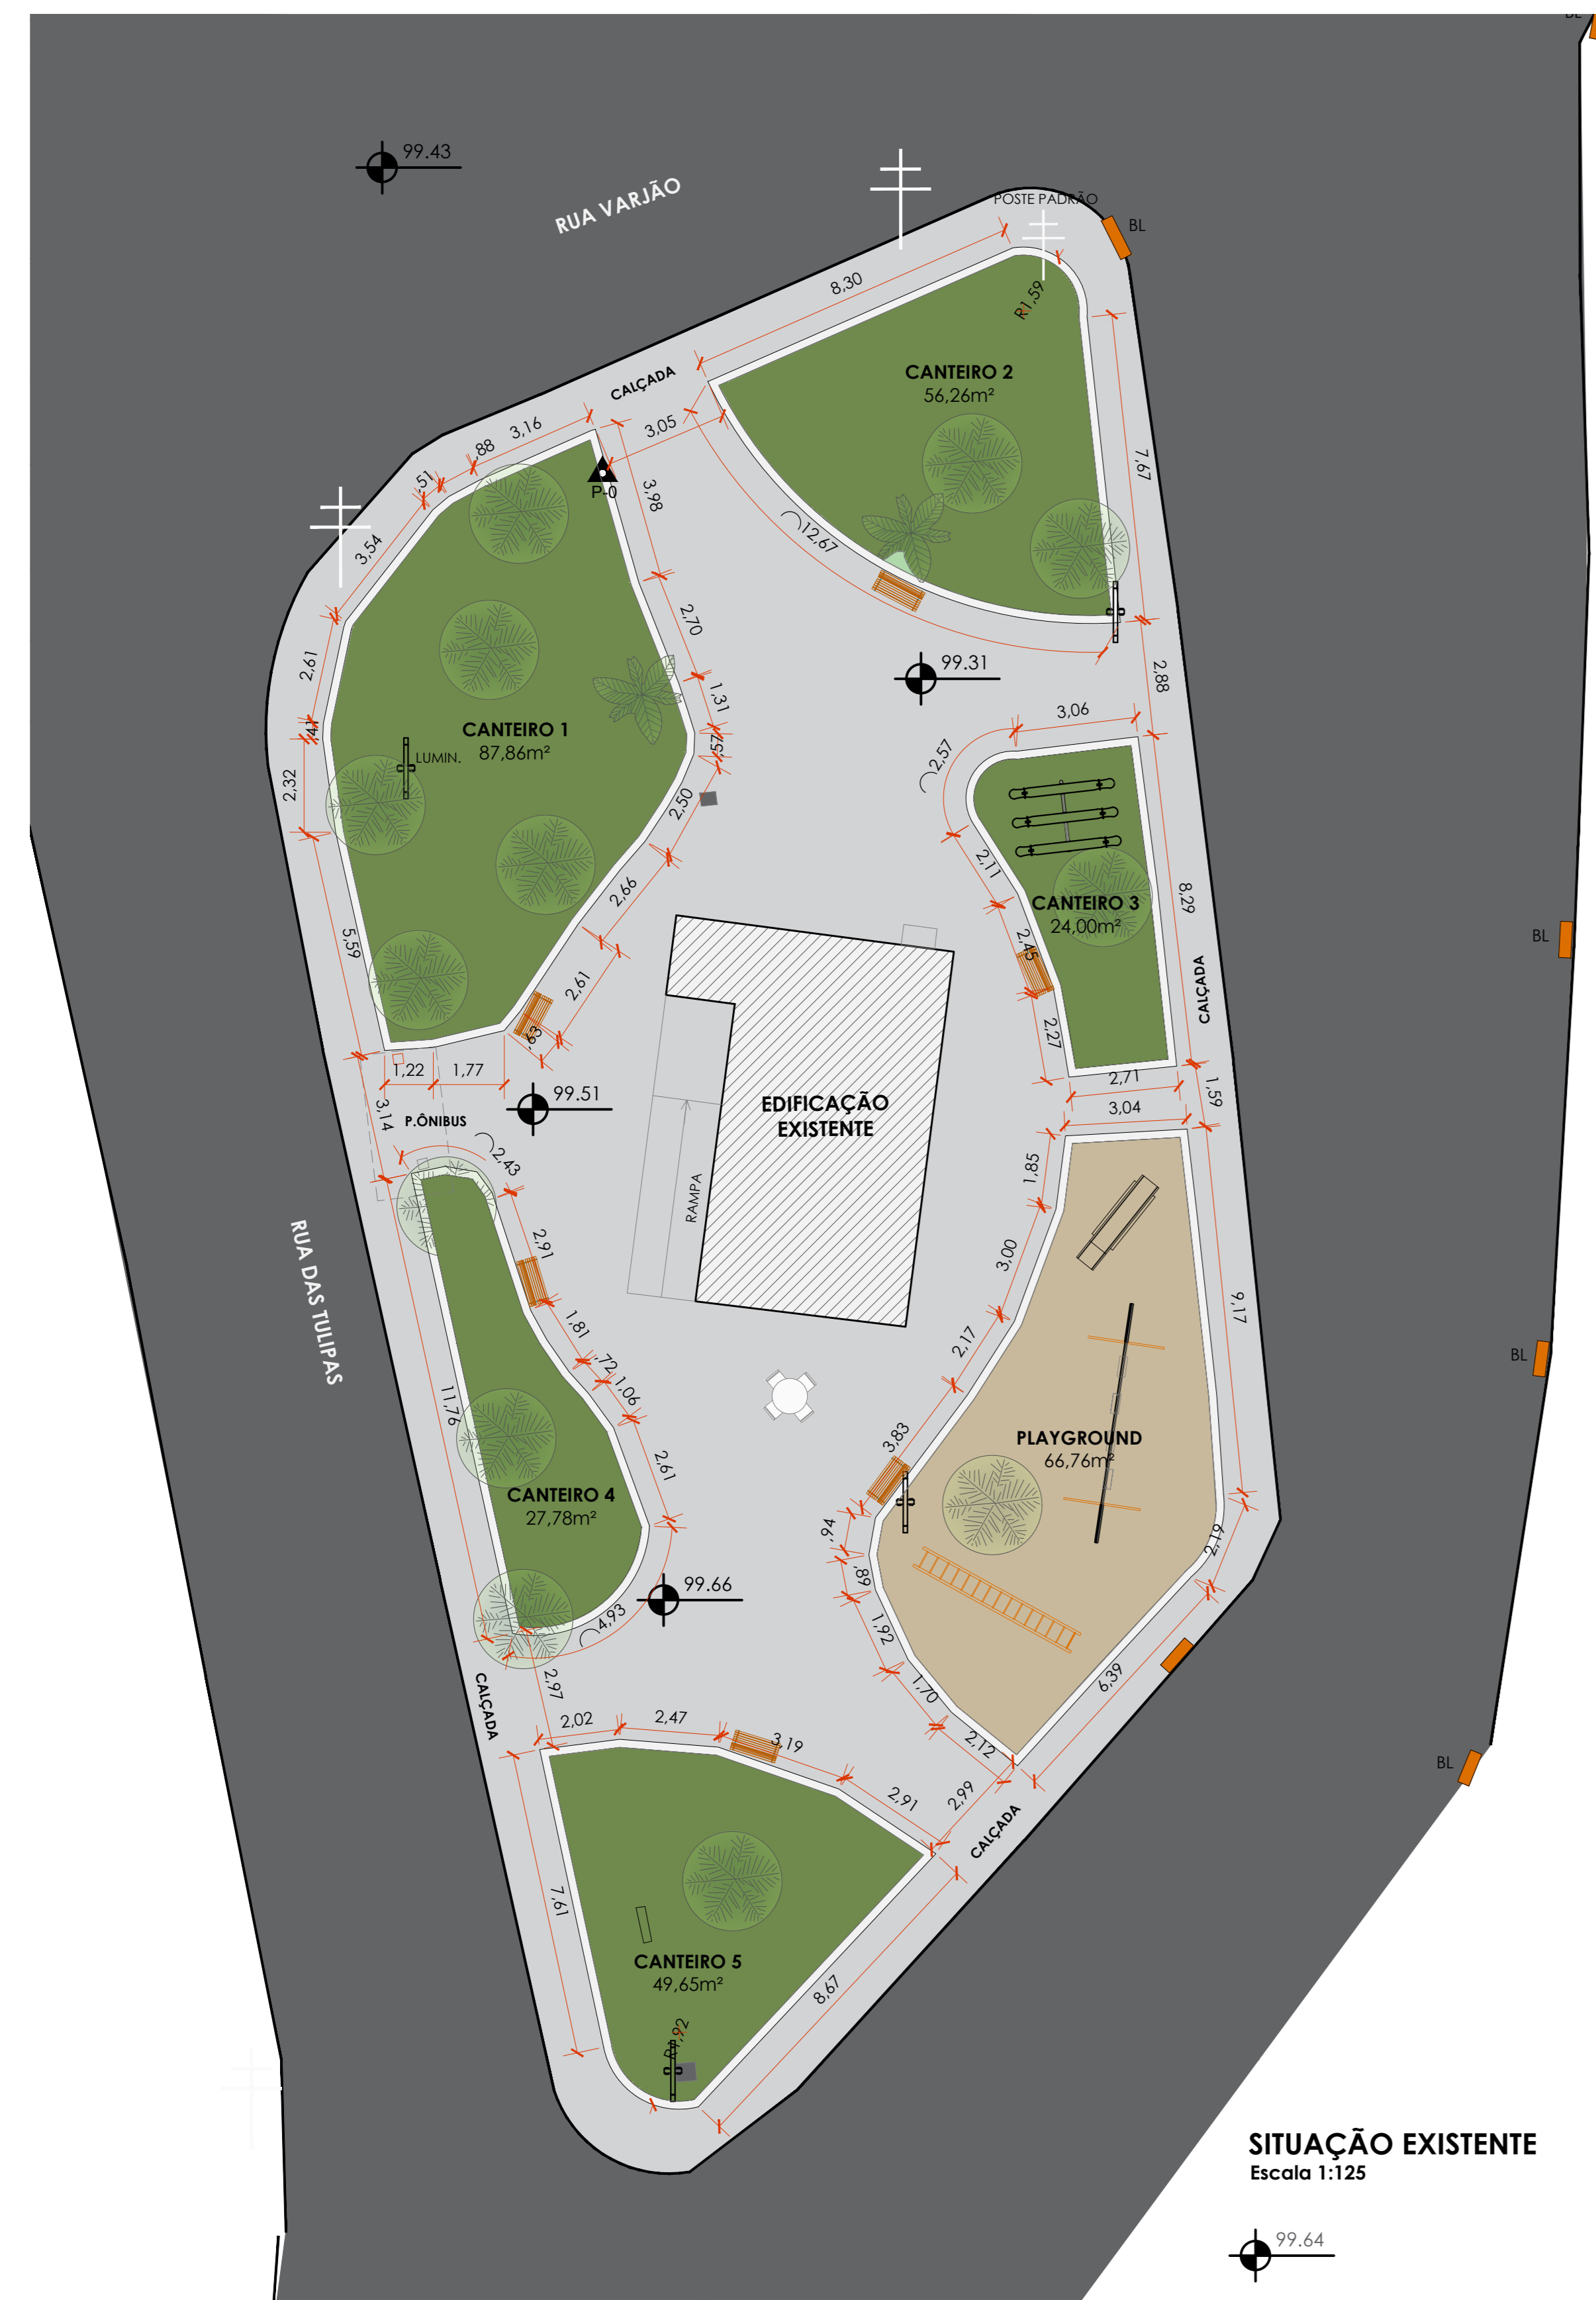 BL
99.43
RUA VARJÃO
POSTE PADRÃO
BL
8,30
R1,59
CANTEIRO 2
56,26m²
CALÇADA
3,16
,88
,51
3,05
P-0
3,98
7,67
12,67
3,54
2,70
2,61
,41
1,31
99.31
2,88
3,06
CANTEIRO 1
87,86m²
LUMIN.
,57
2,57
2,32
2,50
2,11
2,66
8,29
CANTEIRO 3
24,00m²
BL
5,59
2,45
2,61
CALÇADA
,63
2,27
1,22
1,77
2,71
1,59
99.51
3,04
3,14
P.ÔNIBUS
EDIFICAÇÃO
EXISTENTE
2,43
1,85
RAMPA
RUA DAS TULIPAS
2,91
3,00
9,17
1,81
2,17
,72
1,06
BL
11,76
3,83
PLAYGROUND
66,76m²
2,61
CANTEIRO 4
27,78m²
,94
2,19
,89
99.66
4,93
1,92
2,97
CALÇADA
1,70
6,39
2,02
2,47
3,19
2,12
BL
2,91
2,99
CALÇADA
7,61
CANTEIRO 5
49,65m²
8,67
R1,92
SITUAÇÃO EXISTENTE
Escala 1:125
99.64